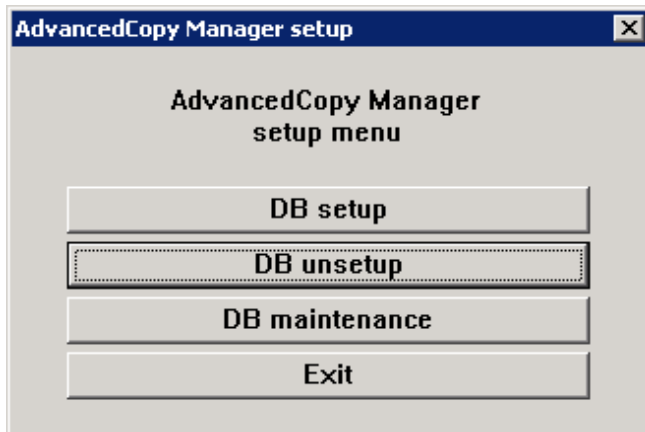 AdvancedCopy Manager setup
AdvancedCopy Manager
setup menu
DB setup
DB unsetup
DB maintenance
Exit